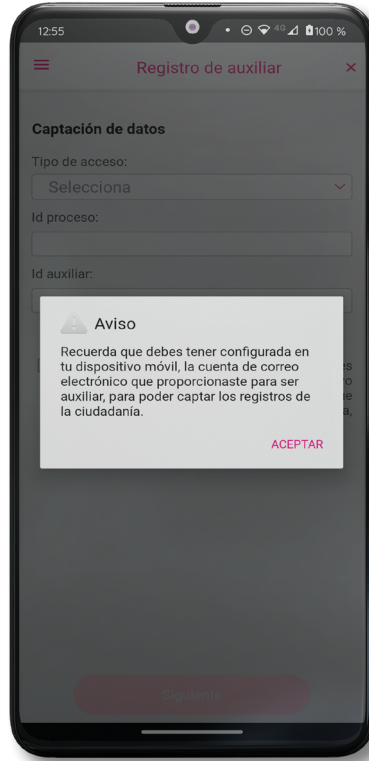 12:55
4G
100 %
Registro de auxiliar
×
Captación de datos
Tipo de acceso:
Selecciona
Id proceso:
Id auxiliar:
Aviso
Recuerda que debes tener configurada en
tu dispositivo móvil, la cuenta de correo
electrónico que proporcionaste para ser
auxiliar, para poder captar los registros de
la ciudadanía.
ACEPTAR
Siguiente